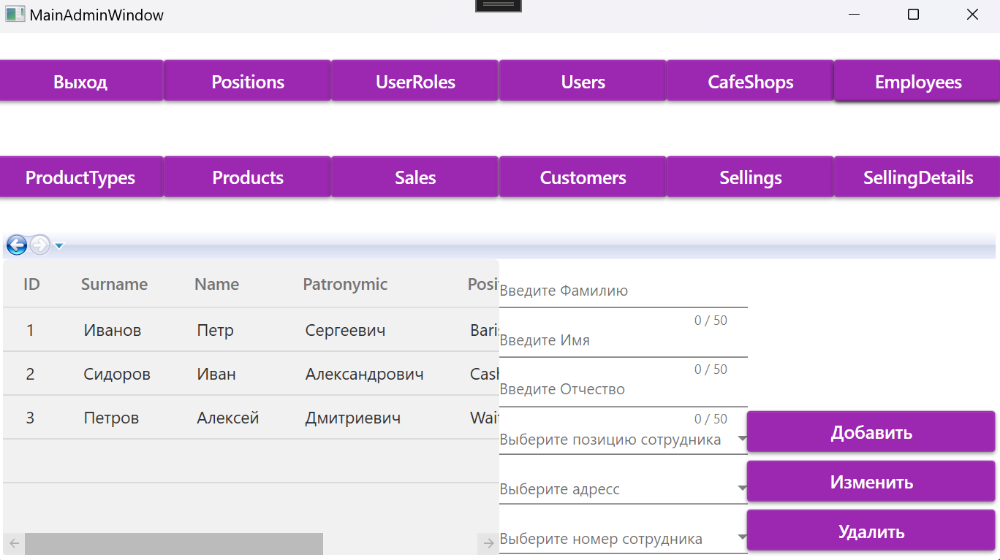 MainAdminWindow
Выход Positions UserRoles Users CafeShops Employees
ProductTypes Products Sales Customers Sellings SellingDetails
ID Surname Name Patronymic Posi
1 Иванов Петр Сергеевич Baris
2 Сидоров Иван Александрович Cash
3 Петров Алексей Дмитриевич Wait
Введите Фамилию
0 / 50
Введите Имя
0 / 50
Введите Отчество
0 / 50
Выберите позицию сотрудника
Выберите адресс
Выберите номер сотрудника
Добавить
Изменить
Удалить